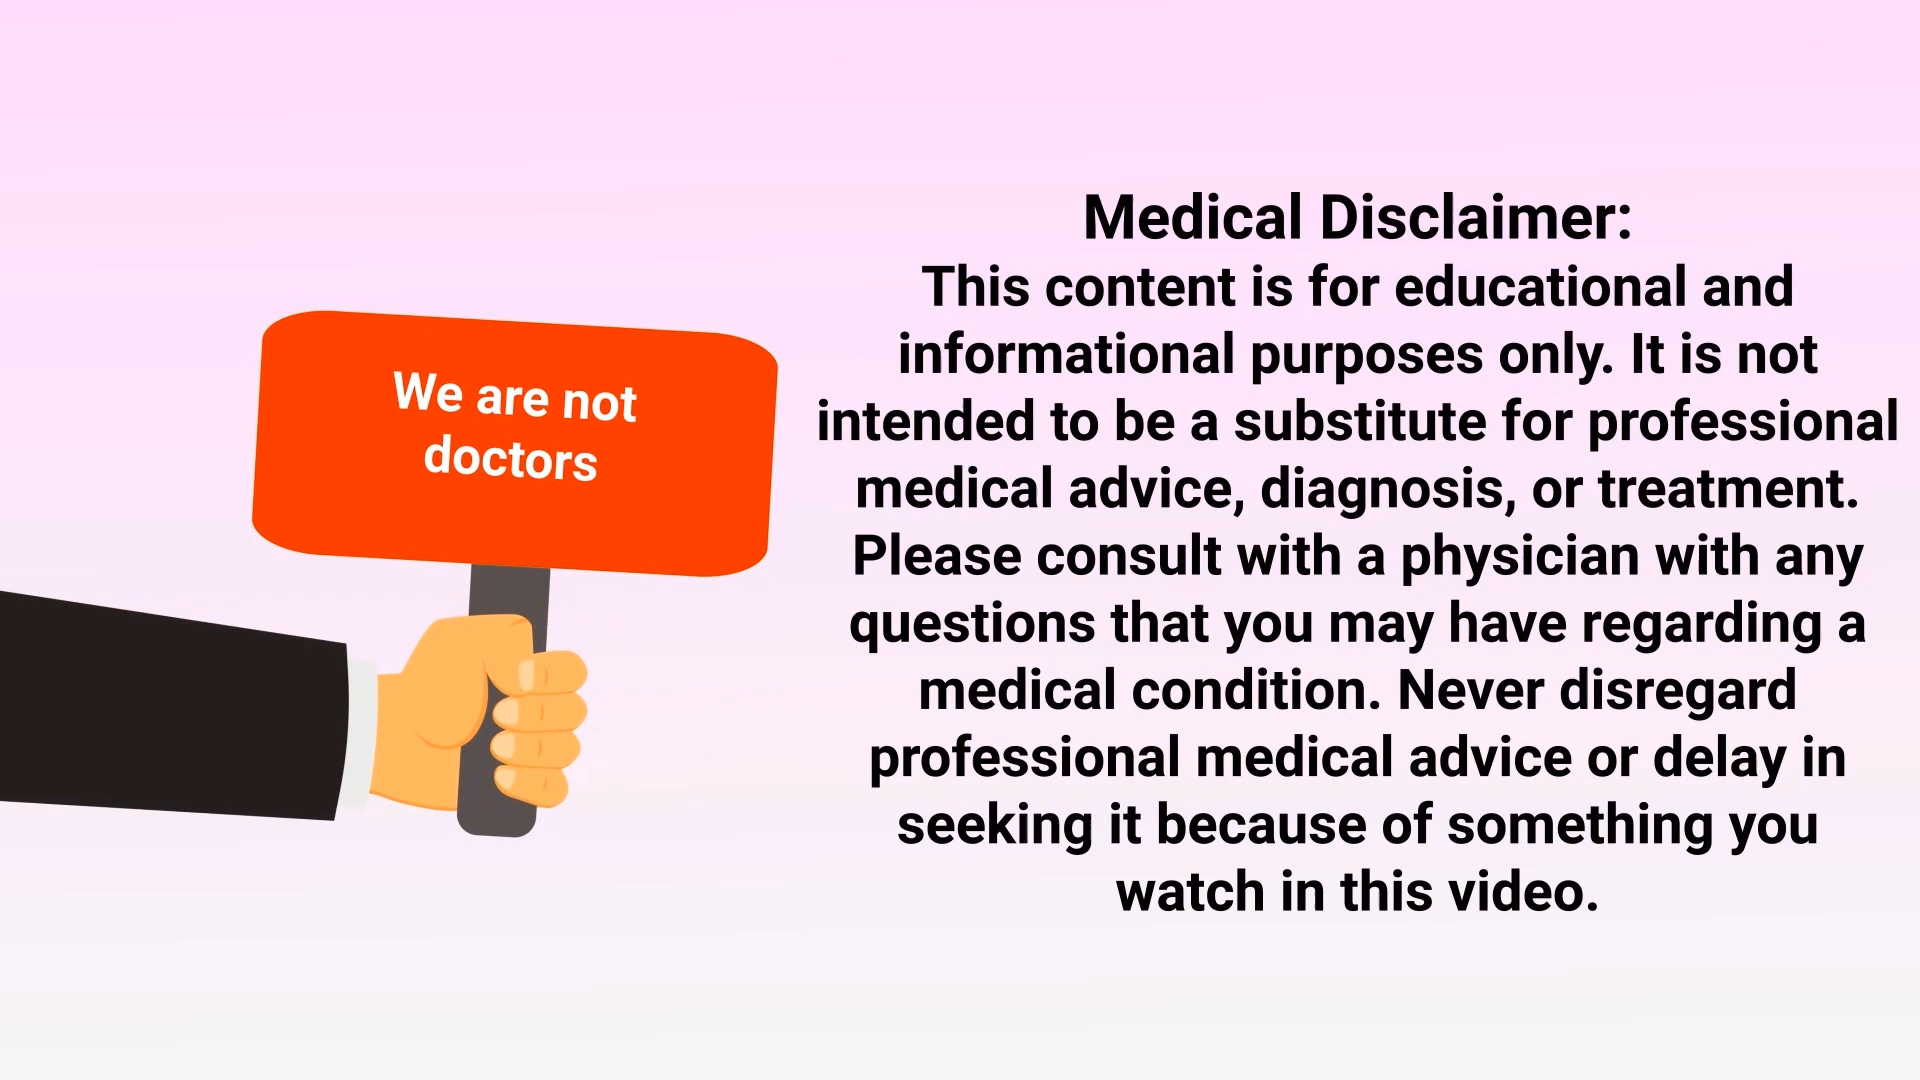 We are not
doctors
Medical Disclaimer:
This content is for educational and
informational purposes only. It is not
intended to be a substitute for professional
medical advice, diagnosis, or treatment.
Please consult with a physician with any
questions that you may have regarding a
medical condition. Never disregard
professional medical advice or delay in
seeking it because of something you
watch in this video.